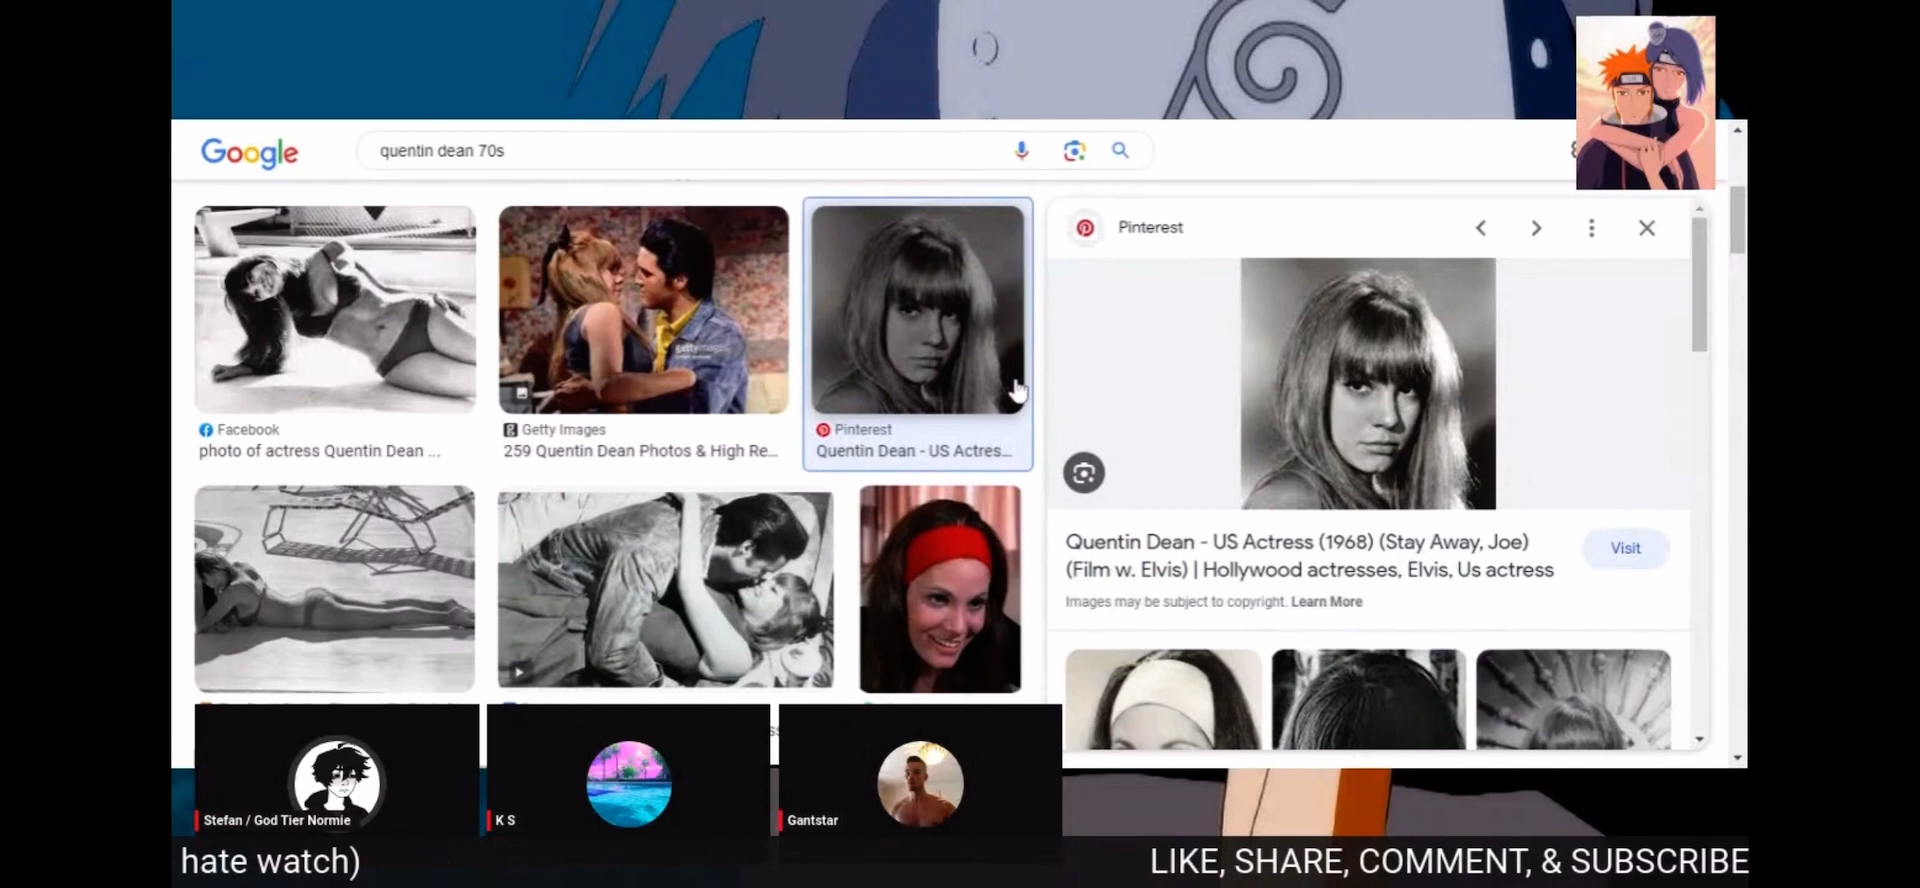 Google
quentin dean 70s
Pinterest
gettyimages
Facebook
photo of actress Quentin Dean ...
Getty Images
259 Quentin Dean Photos & High Re...
Pinterest
Quentin Dean - US Actres...
Quentin Dean - US Actress (1968) (Stay Away, Joe)
(Film w. Elvis) | Hollywood actresses, Elvis, Us actress
Visit
Images may be subject to copyright. Learn More
Stefan / God Tier Normie
K S
Gantstar
hate watch)
LIKE, SHARE, COMMENT, & SUBSCRIBE